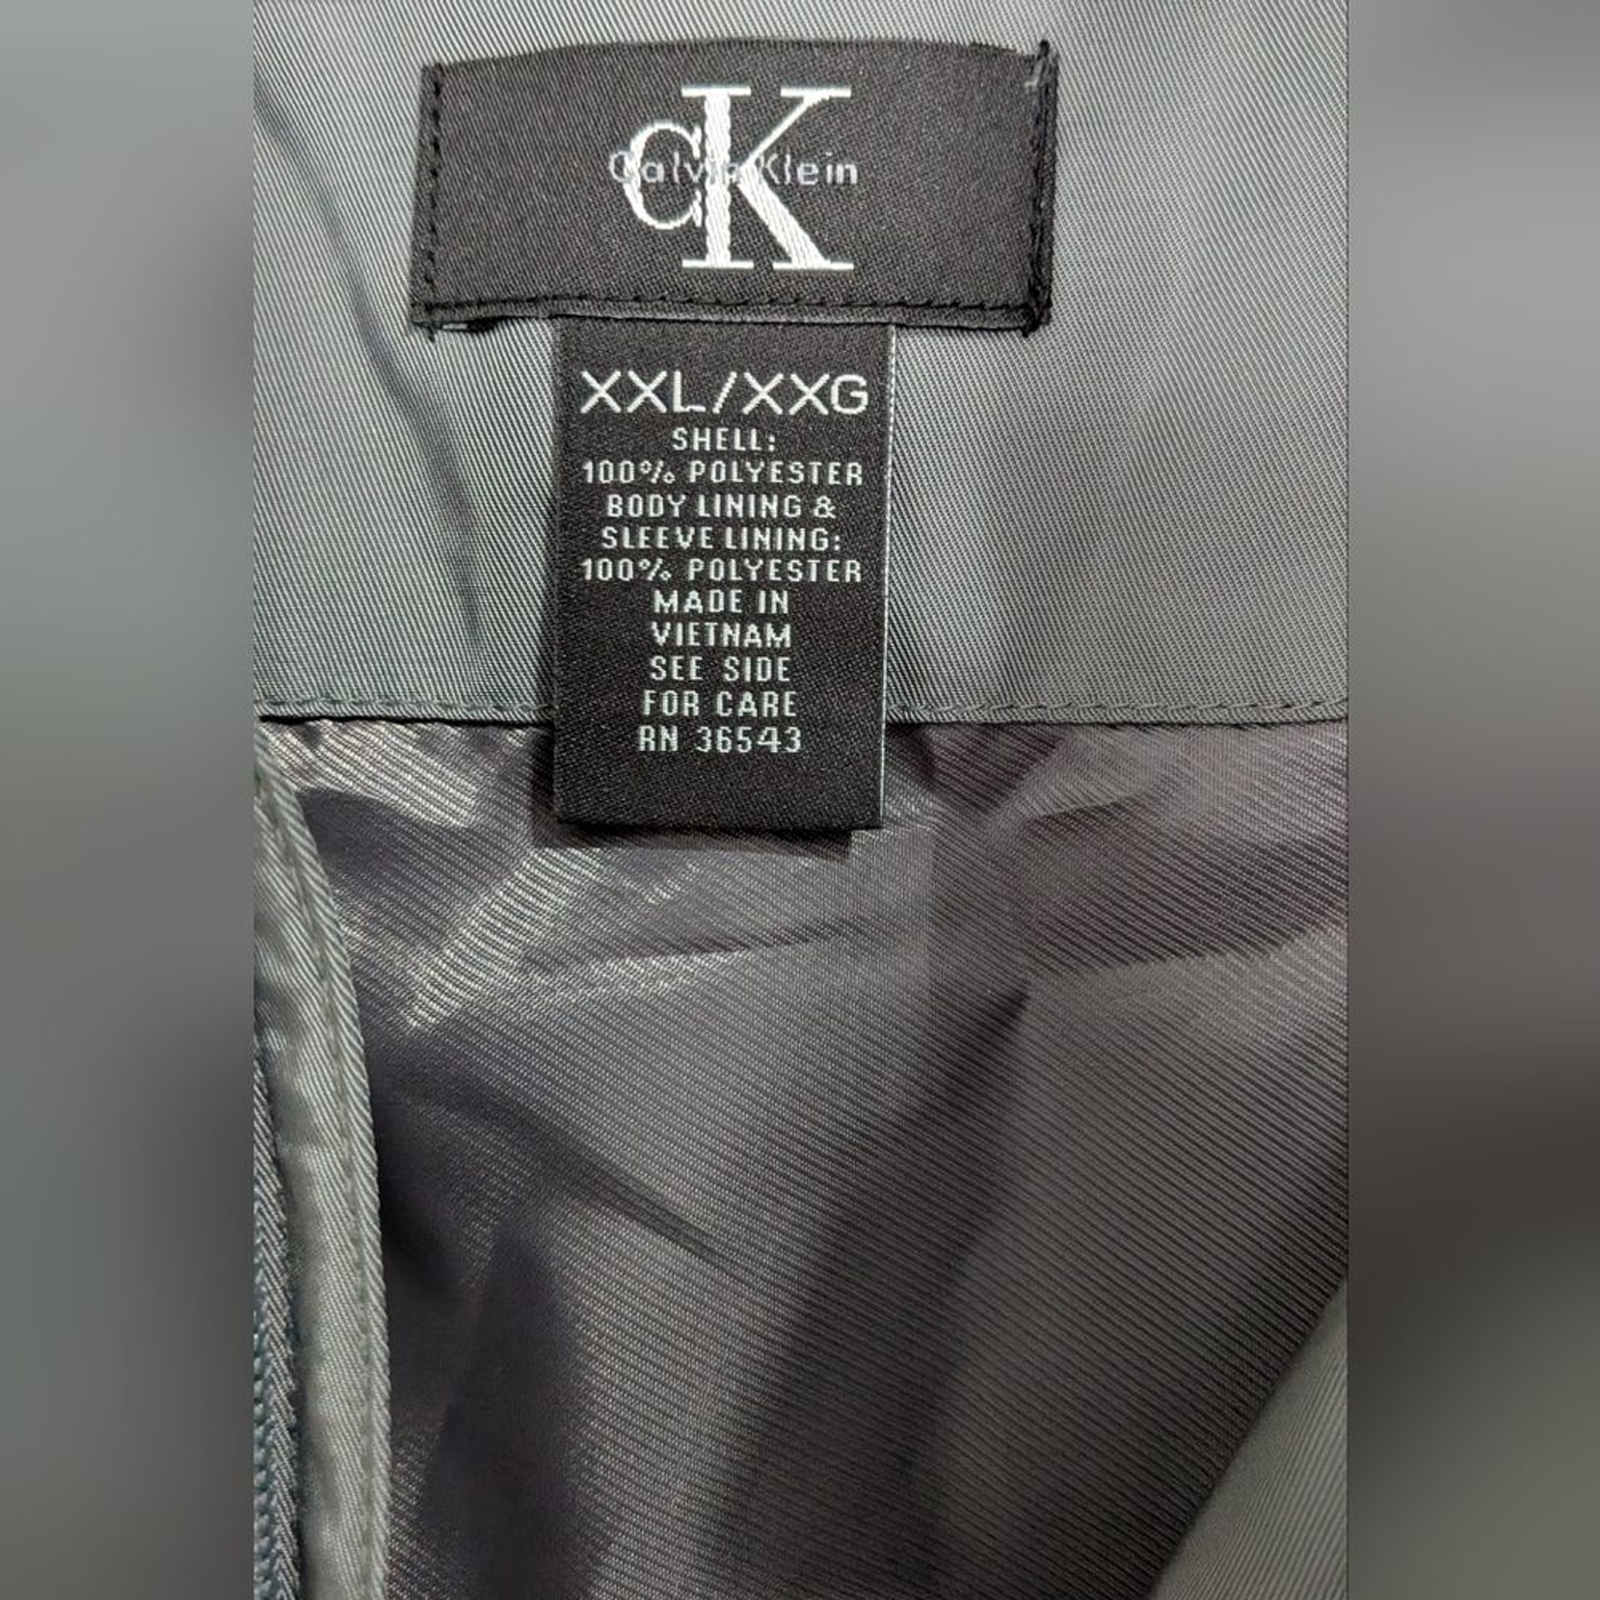 cK
Calvin Klein
XXL/XXG
SHELL:
100% POLYESTER
BODY LINING &
SLEEVE LINING:
100% POLYESTER
MADE IN
VIETNAM
SEE SIDE
FOR CARE
RN 36543